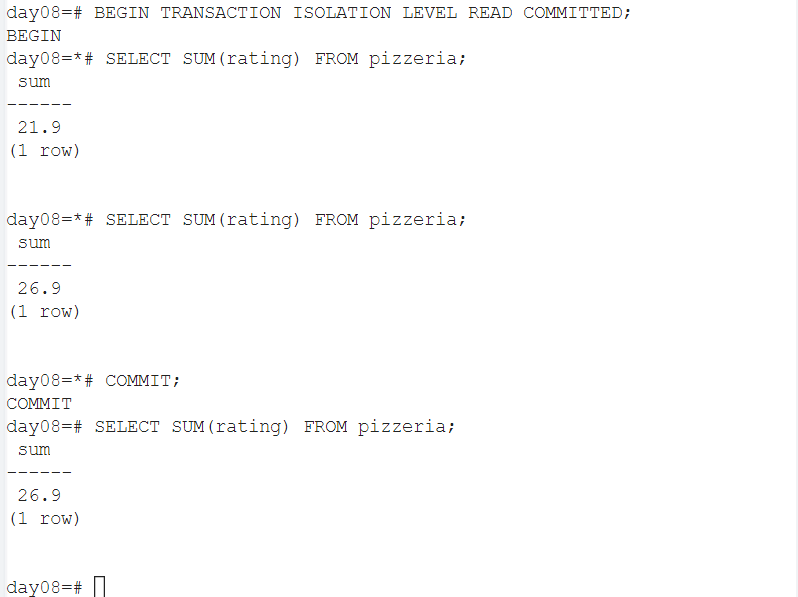 day08=# BEGIN TRANSACTION ISOLATION LEVEL READ COMMITTED;
BEGIN
day08=*# SELECT SUM(rating) FROM pizzeria;
 sum
------
 21.9
(1 row)
day08=*# SELECT SUM(rating) FROM pizzeria;
 sum
------
 26.9
(1 row)
day08=*# COMMIT;
COMMIT
day08=# SELECT SUM(rating) FROM pizzeria;
 sum
------
 26.9
(1 row)
day08=#